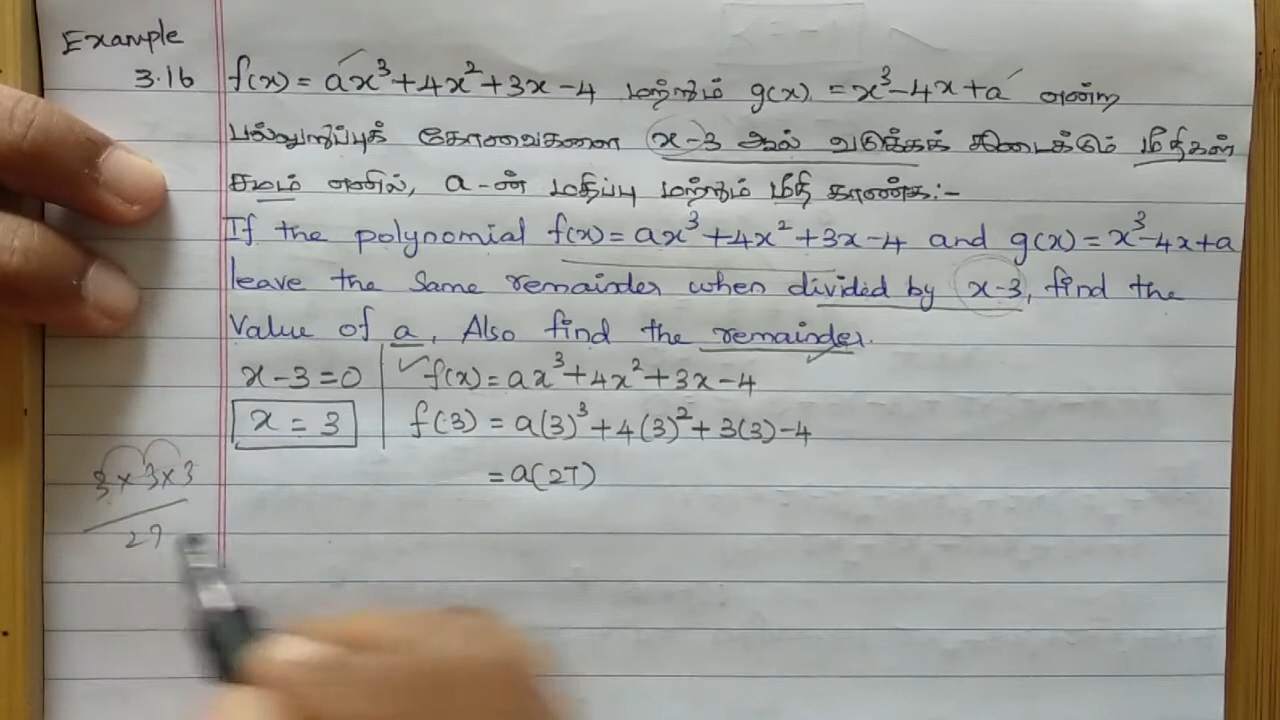 Example
3.16 f(x) = ax³ + 4x² + 3x - 4 மற்றும் g(x) = x³ - 4x + a என்ற
பல்லுறுப்புக் கோவைகளை x-3 ஆல் வகுக்கக் கிடைக்கும் மீதிகள்
சமம் எனில், a-ன் மதிப்பு மற்றும் மீதி காண்க:-
If the polynomial f(x) = ax³ + 4x² + 3x - 4 and g(x) = x³ - 4x + a
leave the same remainder when divided by x-3, find the
Value of a, Also find the remainder.
x - 3 = 0
x = 3
f(x) = ax³ + 4x² + 3x - 4
f(3) = a(3)³ + 4(3)² + 3(3) - 4
= a(27)
3 x 3 x 3
27